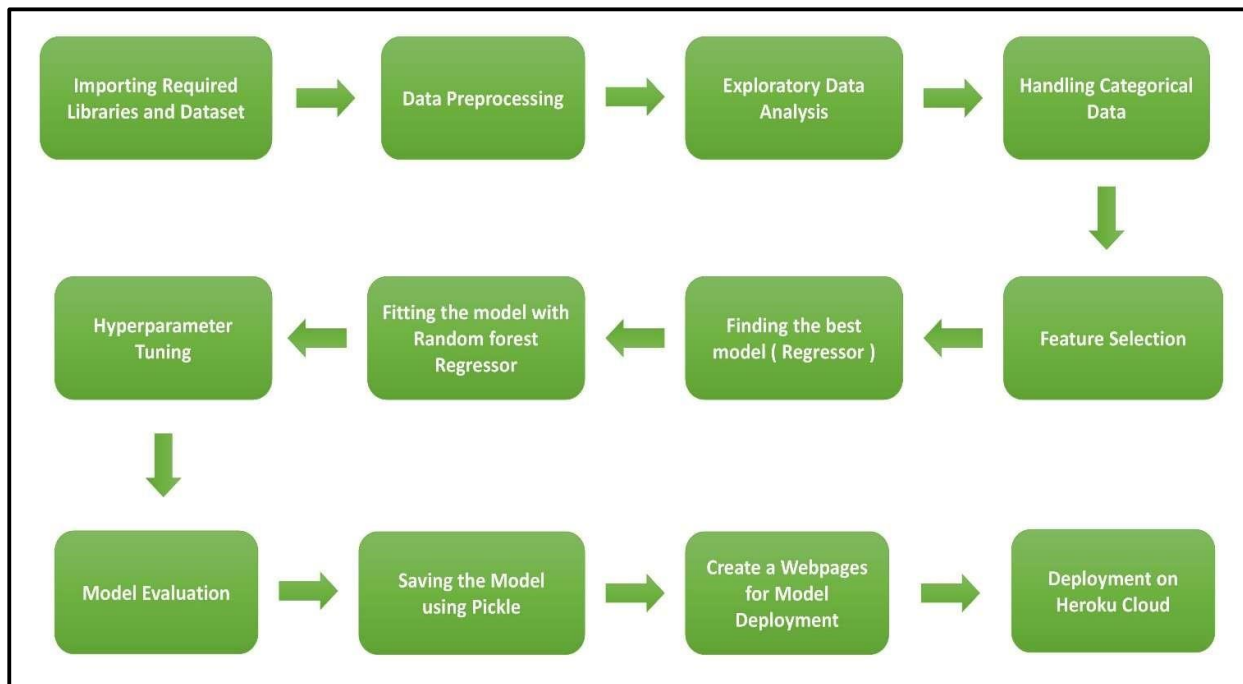 Importing Required
Libraries and Dataset
Data Preprocessing
Exploratory Data
Analysis
Handling Categorical
Data
Feature Selection
Finding the best
model ( Regressor )
Fitting the model with
Random forest
Regressor
Hyperparameter
Tuning
Model Evaluation
Saving the Model
using Pickle
Create a Webpages
for Model
Deployment
Deployment on
Heroku Cloud